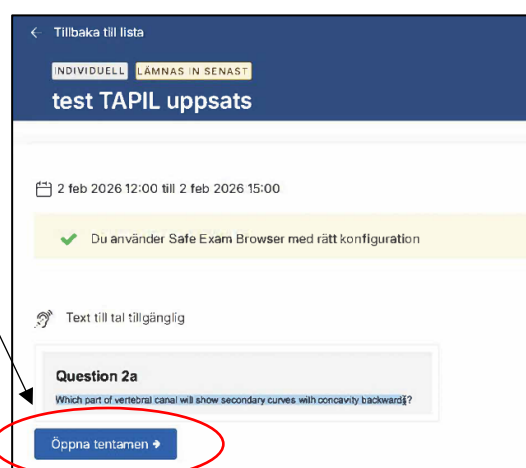 ← Tillbaka till lista
INDIVIDUELL LÄMNAS IN SENAST
test TAPIL uppsats
2 feb 2026 12:00 till 2 feb 2026 15:00
Du använder Safe Exam Browser med rätt konfiguration
Text till tal tillgänglig
Question 2a
Which part of vertebral canal will show secondary curves with concavity backwards?
Öppna tentamen →